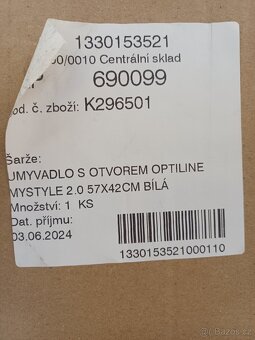 1330153521
00/0010 Centrální sklad
690099
od. č. zboží: K296501
Šarže:
UMYVADLO S OTVOREM OPTILINE
MYSTYLE 2.0 57X42CM BÍLÁ
Množství: 1 KS
Dat. příjmu:
03.06.2024
1330153521000110